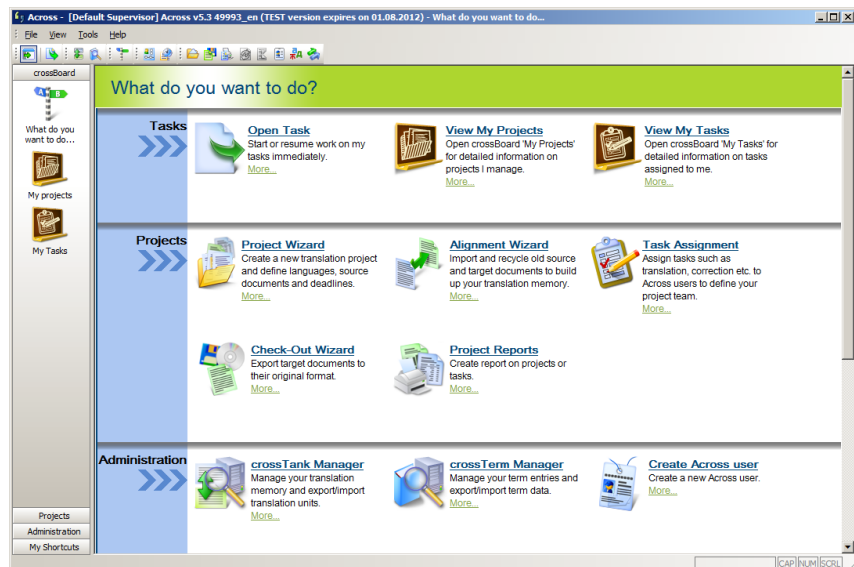 Across - [Default Supervisor] Across v5.3 49993_en (TEST version expires on 01.08.2012) - What do you want to do...
File View Tools Help
crossBoard
What do you
want to do...
My projects
My Tasks
Projects
Administration
My Shortcuts
What do you want to do?
Tasks
Open Task
Start or resume work on my
tasks immediately.
More...
View My Projects
Open crossBoard 'My Projects'
for detailed information on
projects I manage.
More...
View My Tasks
Open crossBoard 'My Tasks' for
detailed information on tasks
assigned to me.
More...
Projects
Project Wizard
Create a new translation project
and define languages, source
documents and deadlines.
More...
Alignment Wizard
Import and recycle old source
and target documents to build
up your translation memory.
More...
Task Assignment
Assign tasks such as
translation, correction etc. to
Across users to define your
project team.
More...
Check-Out Wizard
Export target documents to
their original format.
More...
Project Reports
Create report on projects or
tasks.
More...
Administration
crossTank Manager
Manage your translation
memory and export/import
translation units.
More...
crossTerm Manager
Manage your term entries and
export/import term data.
More...
Create Across user
Create a new Across user.
More...
CAP NUM SCRL